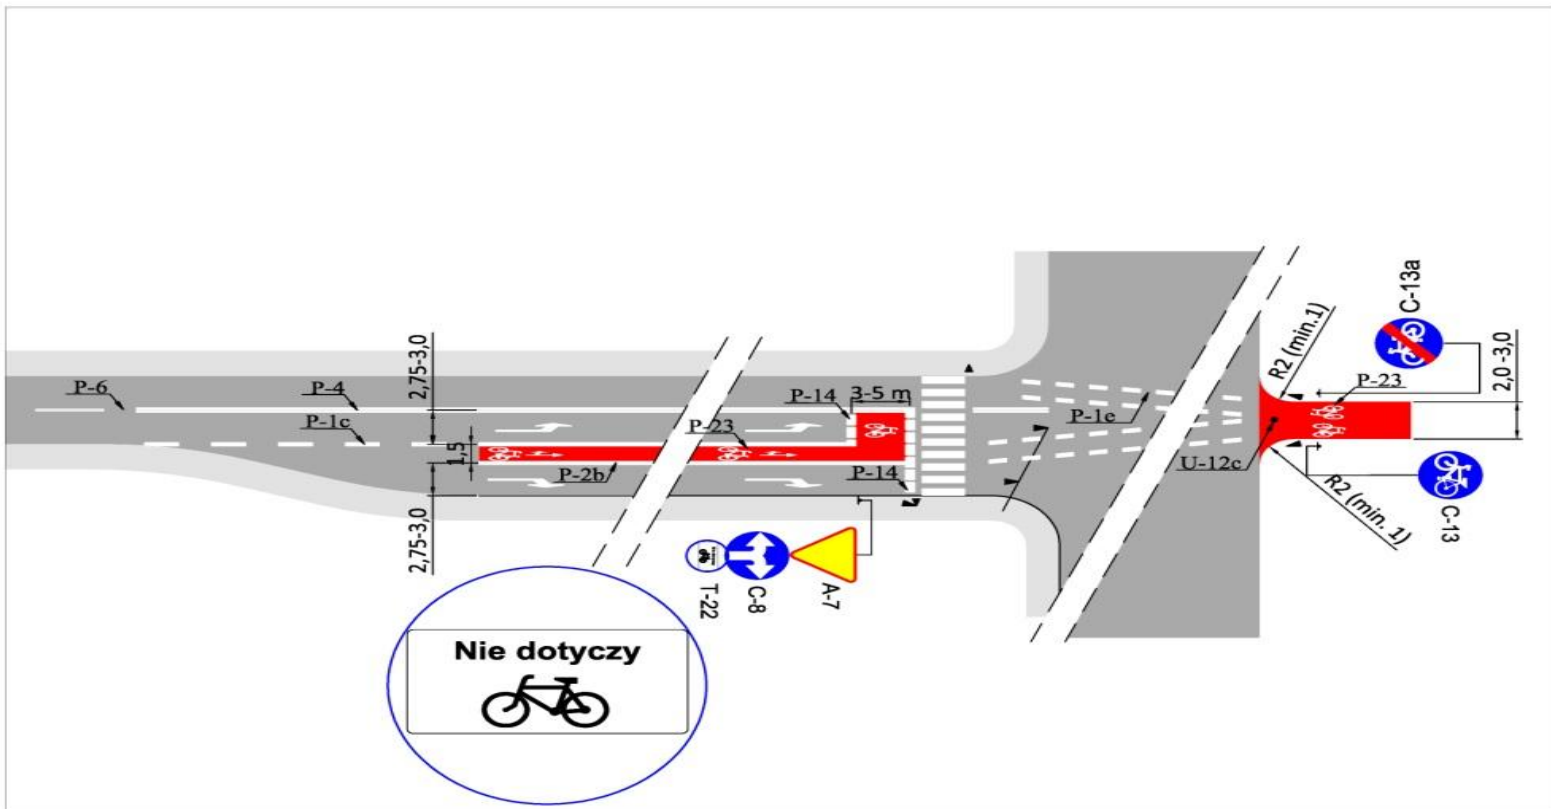 P-6
P-4
P-1c
2,75-3,0
1,5
2,75-3,0
P-2b
P-23
P-14
3-5 m
P-14
P-1e
U-12c
R2 (min.1)
R2 (min. 1)
C-13a
P-23
2,0 -3,0
C-13
T-22
C-8
A-7
Nie dotyczy